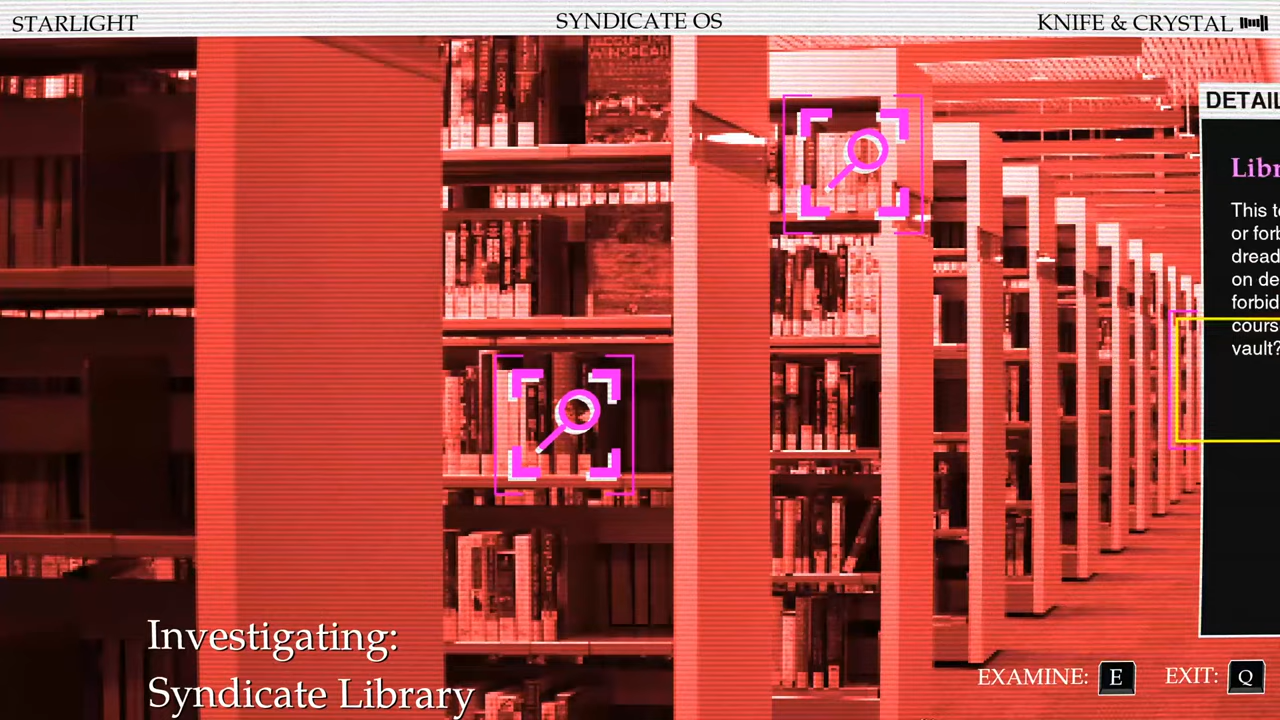 STARLIGHT
SYNDICATE OS
KNIFE & CRYSTAL
DETAIL
Libr
This t
or forb
dread
on de
forbid
cours
vault?
Investigating:
Syndicate Library
EXAMINE: E
EXIT: Q